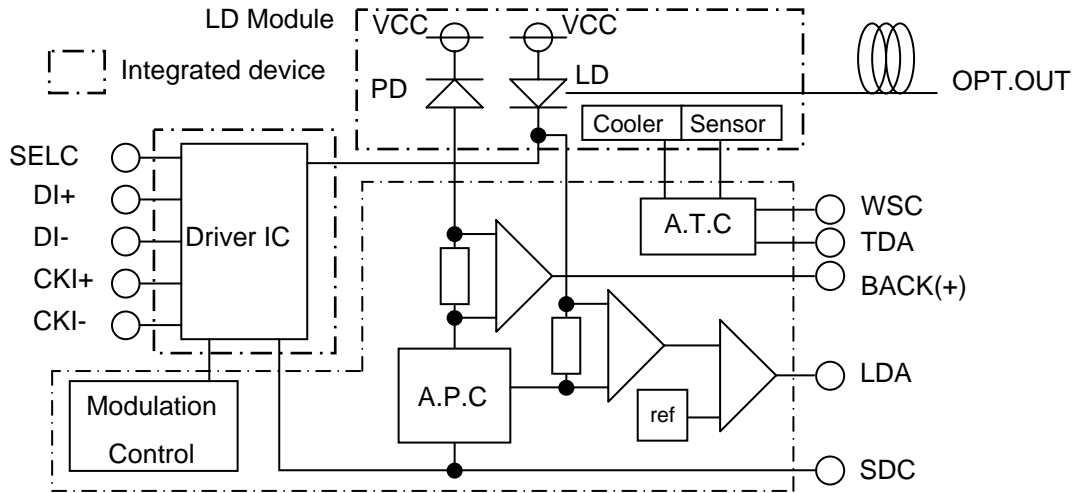 LD Module
VCC
VCC
Integrated device
PD
LD
OPT.OUT
Cooler
Sensor
SELC
DI+
DI-
CKI+
CKI-
Driver IC
A.T.C
WSC
TDA
BACK(+)
A.P.C
ref
LDA
Modulation
Control
SDC